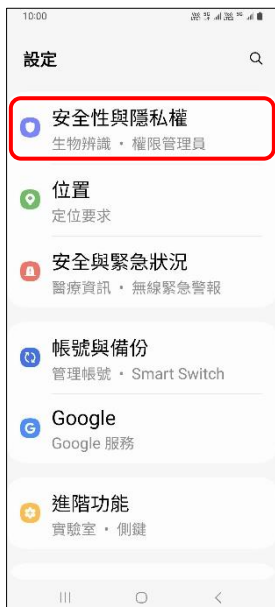 10:00
設定
安全性與隱私權
生物辨識 • 權限管理員
位置
定位要求
安全與緊急狀況
醫療資訊 • 無線緊急警報
帳號與備份
管理帳號 • Smart Switch
Google
Google 服務
進階功能
實驗室 • 側鍵